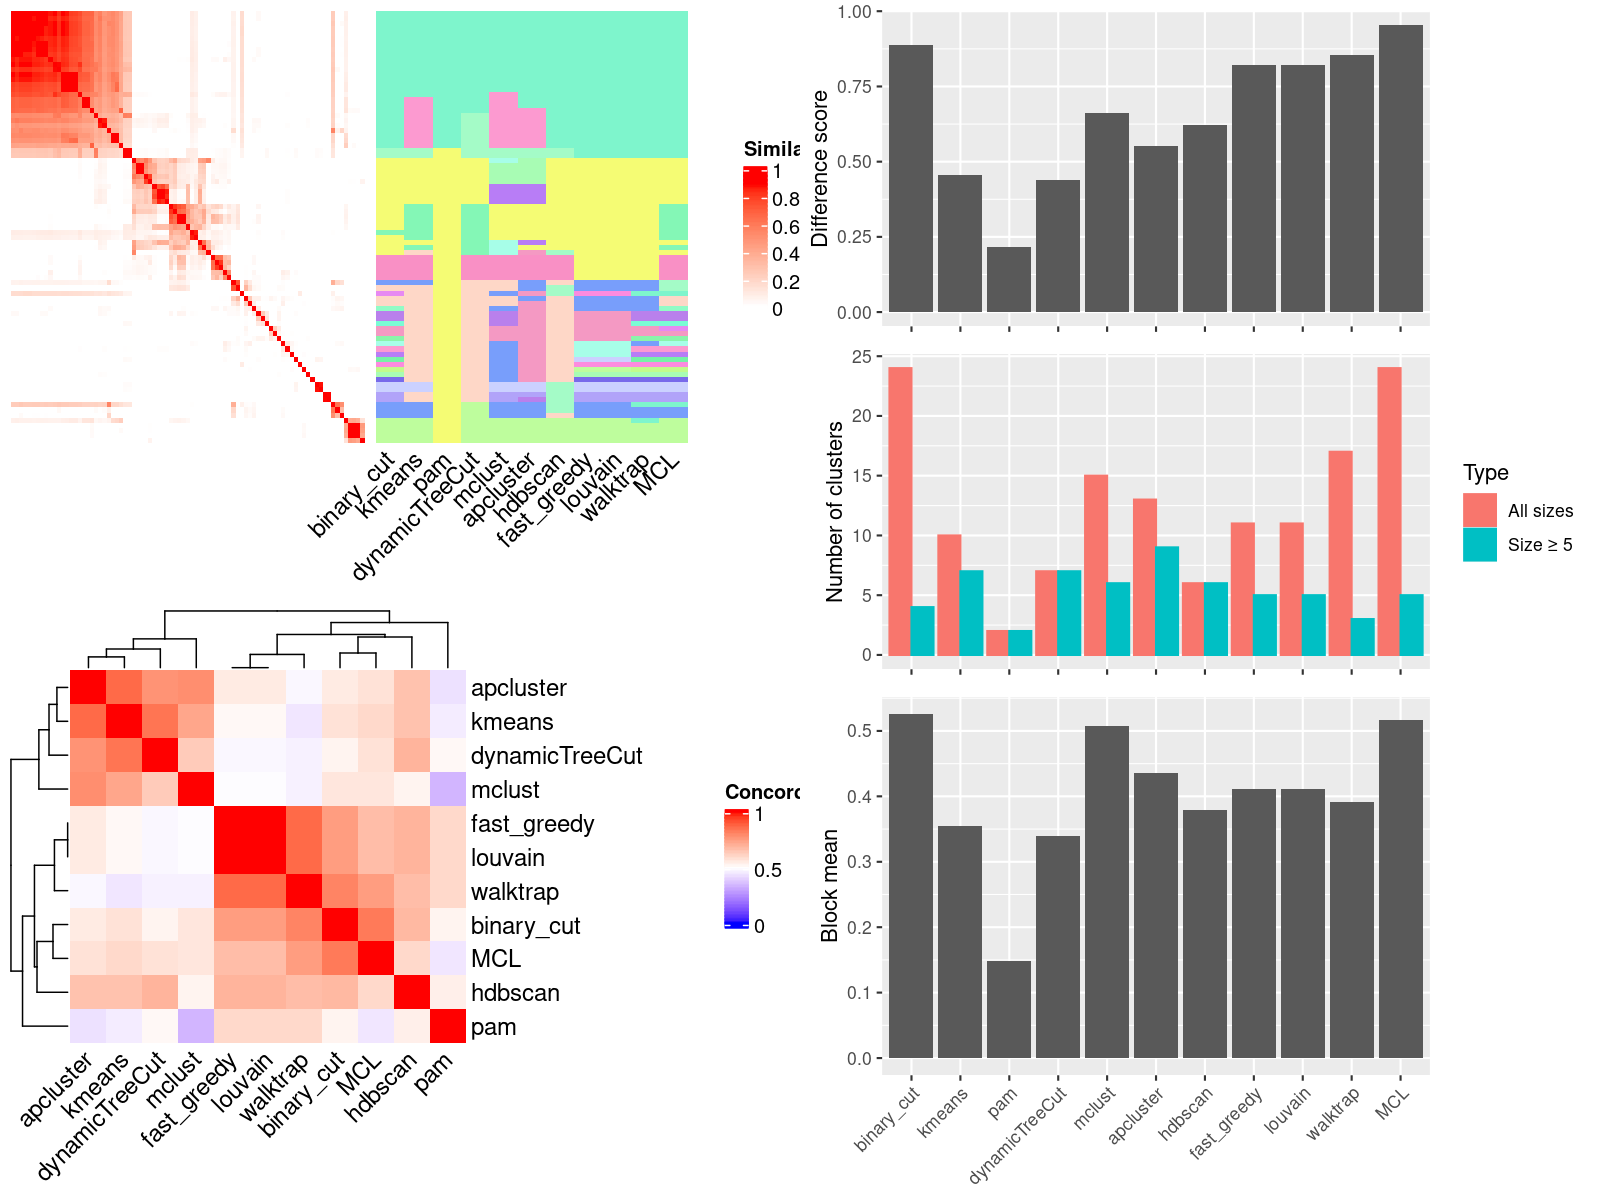 Simila
1
0.8
0.6
0.4
0.2
0
binary_cut
kmeans
pam
dynamicTreeCut
mclust
apcluster
hdbscan
fast_greedy
louvain
walktrap
MCL
apcluster
kmeans
dynamicTreeCut
mclust
fast_greedy
louvain
walktrap
binary_cut
MCL
hdbscan
pam
apcluster
kmeans
dynamicTreeCut
mclust
fast_greedy
louvain
walktrap
binary_cut
MCL
hdbscan
pam
Concord
1
0.5
0
Difference score
1.00
0.75
0.50
0.25
0.00
Number of clusters
25
20
15
10
5
0
Type
All sizes
Size ≥ 5
Block mean
0.5
0.4
0.3
0.2
0.1
0.0
binary_cut
kmeans
pam
dynamicTreeCut
mclust
apcluster
hdbscan
fast_greedy
louvain
walktrap
MCL